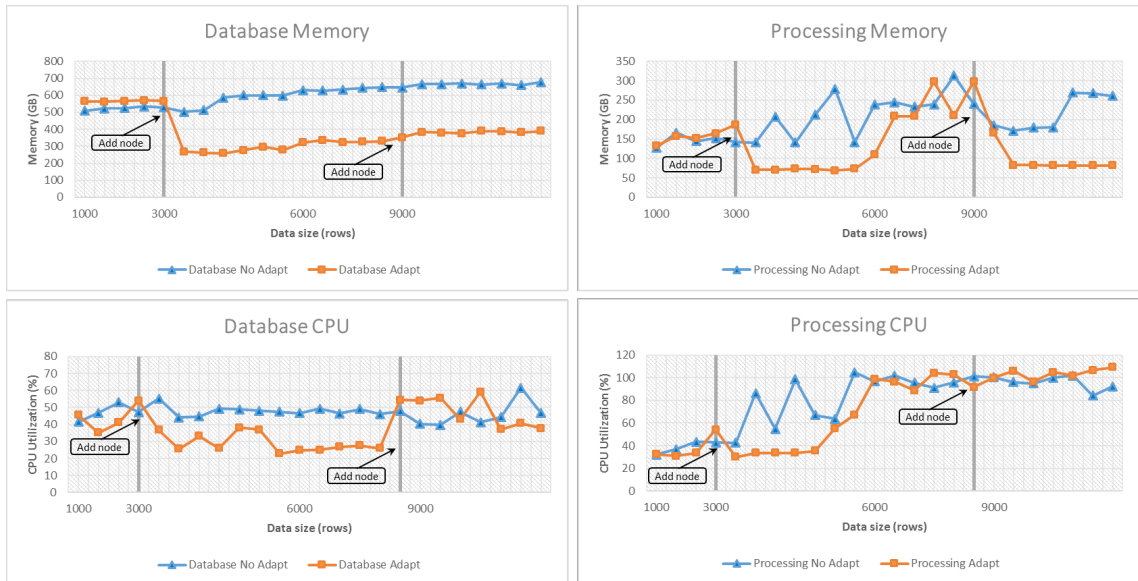 Database Memory
Memory (GB)
800
700
600
500
400
300
200
100
0
Add node
Add node
1000 3000 6000 9000
Data size (rows)
Database No Adapt Database Adapt
Processing Memory
Memory (GB)
350
300
250
200
150
100
50
0
Add node
Add node
1000 3000 6000 9000
Data size (rows)
Processing No Adapt Processing Adapt
Database CPU
CPU Utilization (%)
80
70
60
50
40
30
20
10
0
Add node
Add node
1000 3000 6000 9000
Data size (rows)
Database No Adapt Database Adapt
Processing CPU
CPU Utilization (%)
120
100
80
60
40
20
0
Add node
Add node
1000 3000 6000 9000
Data size (rows)
Processing No Adapt Processing Adapt